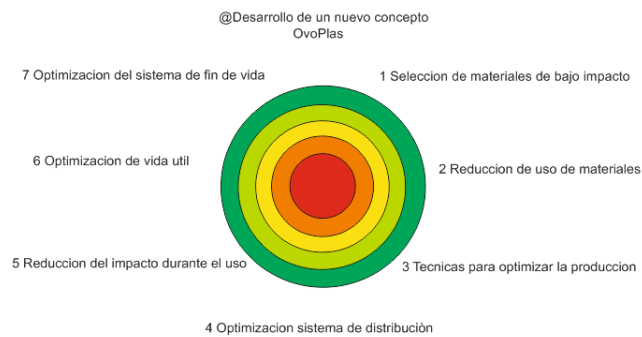 @Desarrollo de un nuevo concepto
OvoPlas
7 Optimizacion del sistema de fin de vida
1 Seleccion de materiales de bajo impacto
6 Optimizacion de vida util
2 Reduccion de uso de materiales
5 Reduccion del impacto durante el uso
3 Tecnicas para optimizar la produccion
4 Optimizacion sistema de distribuciòn